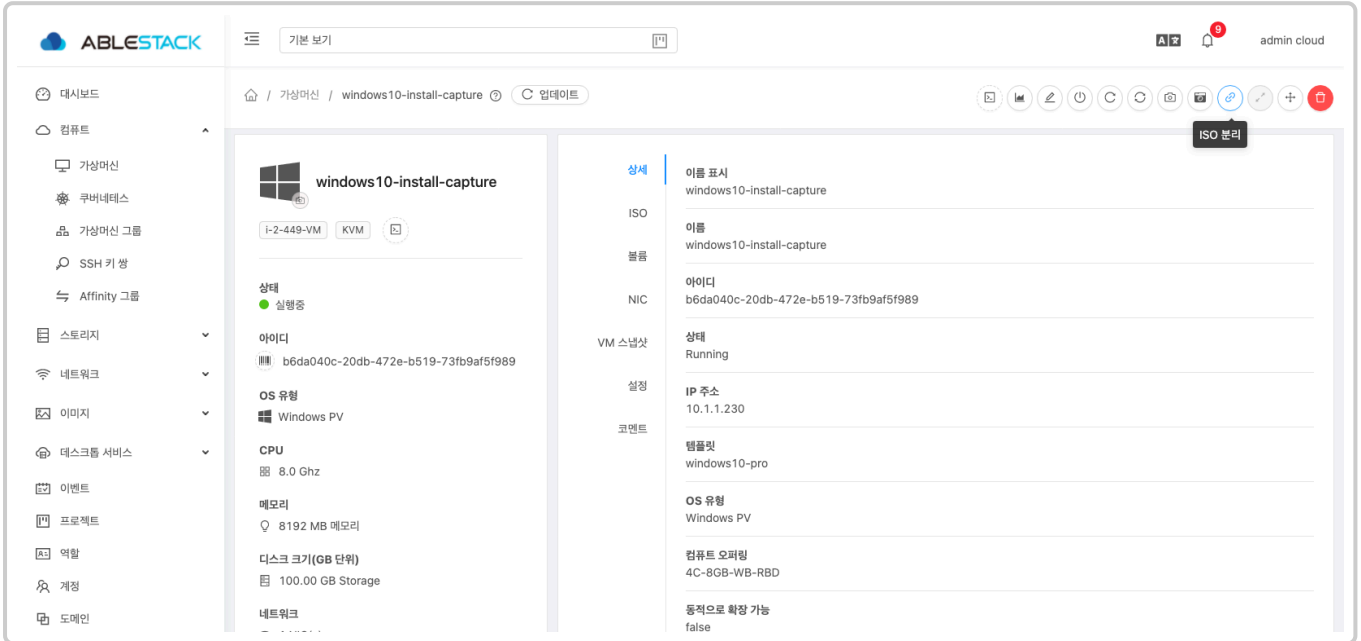 ABLESTACK
기본 보기
9
admin cloud
대시보드
컴퓨트
가상머신
쿠버네티스
가상머신 그룹
SSH 키 쌍
Affinity 그룹
스토리지
네트워크
이미지
데스크톱 서비스
이벤트
프로젝트
역할
계정
도메인
/ 가상머신 / windows10-install-capture 업데이트
ISO 분리
windows10-install-capture
i-2-449-VM KVM
상태
실행중
아이디
b6da040c-20db-472e-b519-73fb9af5f989
OS 유형
Windows PV
CPU
8.0 Ghz
메모리
8192 MB 메모리
디스크 크기(GB 단위)
100.00 GB Storage
네트워크
상세
ISO
볼륨
NIC
VM 스냅샷
설정
코멘트
이름 표시
windows10-install-capture
이름
windows10-install-capture
아이디
b6da040c-20db-472e-b519-73fb9af5f989
상태
Running
IP 주소
10.1.1.230
템플릿
windows10-pro
OS 유형
Windows PV
컴퓨트 오퍼링
4C-8GB-WB-RBD
동적으로 확장 가능
false